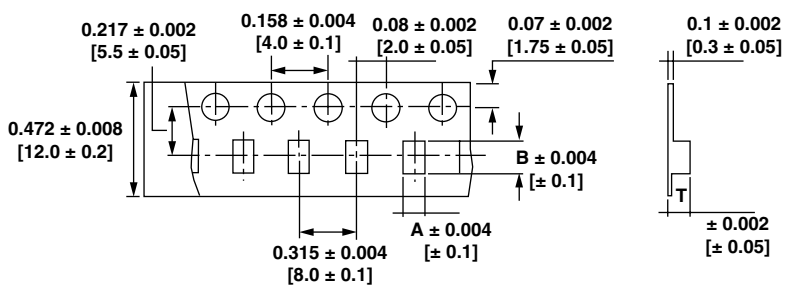 0.217 ± 0.002
[5.5 ± 0.05]
0.158 ± 0.004
[4.0 ± 0.1]
0.08 ± 0.002
[2.0 ± 0.05]
0.07 ± 0.002
[1.75 ± 0.05]
0.1 ± 0.002
[0.3 ± 0.05]
0.472 ± 0.008
[12.0 ± 0.2]
B ± 0.004
[± 0.1]
T
± 0.002
[± 0.05]
A ± 0.004
[± 0.1]
0.315 ± 0.004
[8.0 ± 0.1]